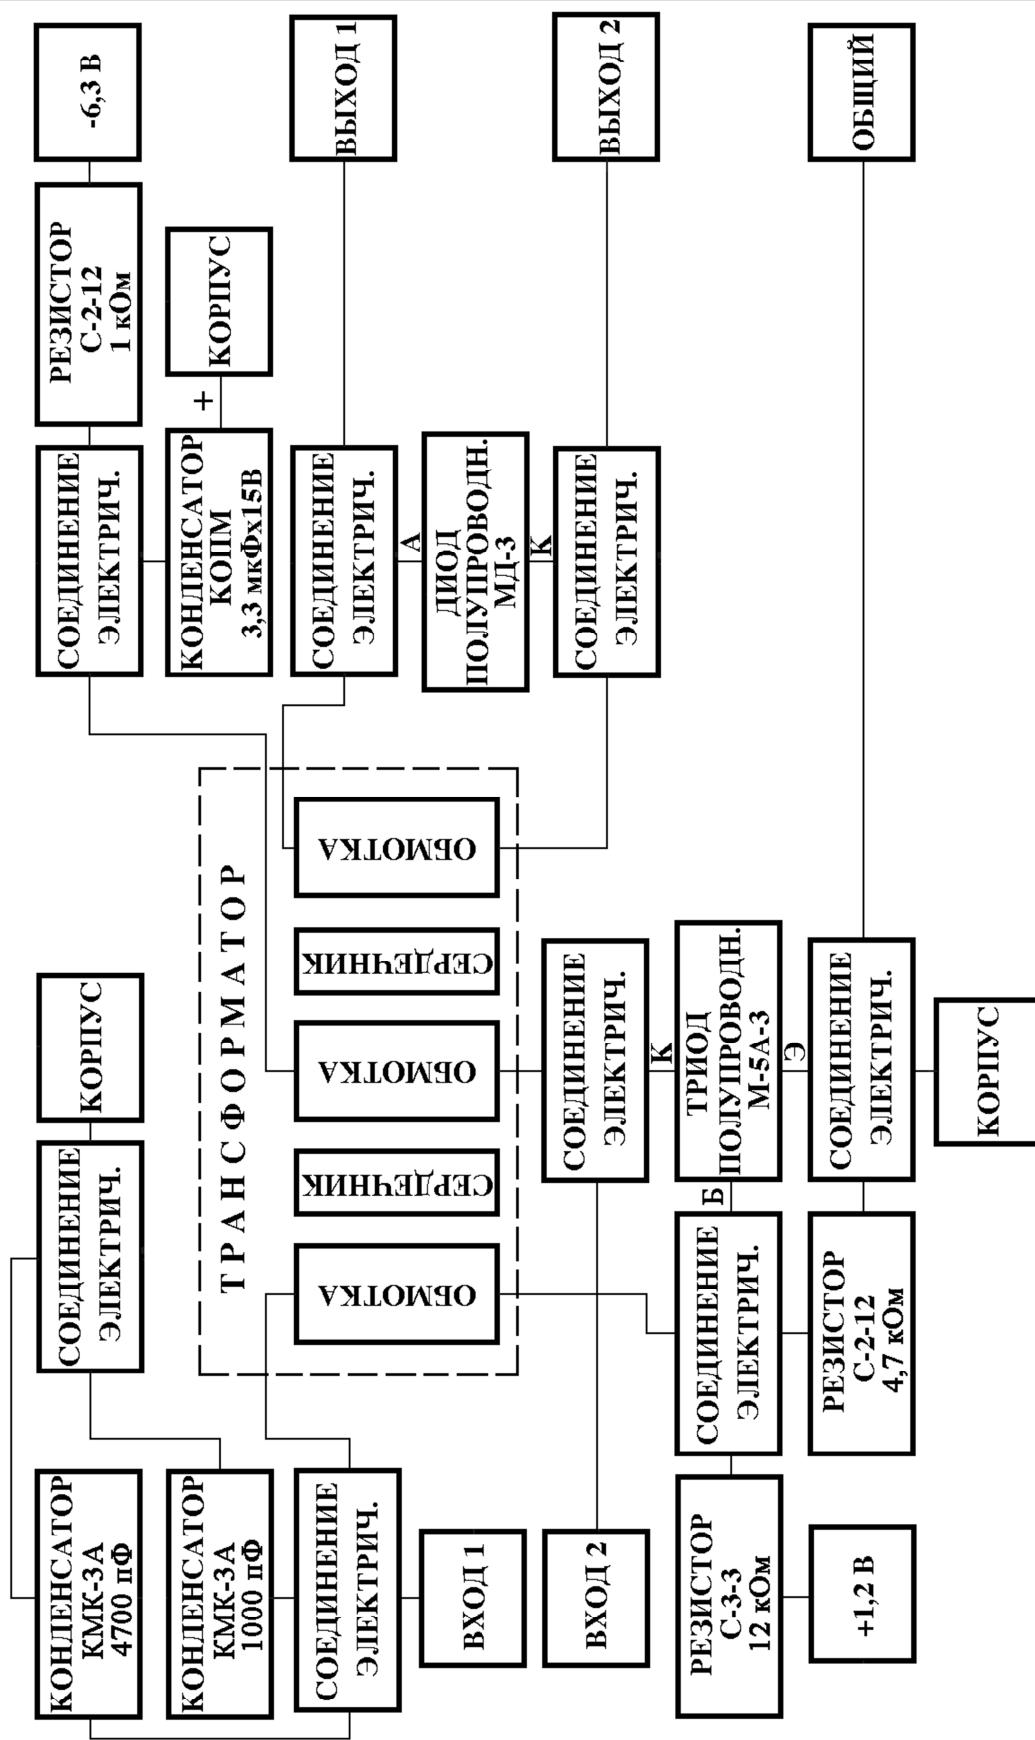 КОНДЕНСАТОР
КМК-3А
4700 пФ
СОЕДИНЕНИЕ
ЭЛЕКТРИЧ.
КОРПУС
СОЕДИНЕНИЕ
ЭЛЕКТРИЧ.
РЕЗИСТОР
С-2-12
1 кОм
-6,3 В
КОНДЕНСАТОР
КМК-3А
1000 пФ
Т Р А Н С Ф О Р М А Т О Р
КОНДЕНСАТОР
КОПМ
3,3 мкФх15В
+
КОРПУС
СОЕДИНЕНИЕ
ЭЛЕКТРИЧ.
ОБМОТКА
СЕРДЕЧНИК
ОБМОТКА
СЕРДЕЧНИК
ОБМОТКА
СОЕДИНЕНИЕ
ЭЛЕКТРИЧ.
ВЫХОД 1
ВХОД 1
А
ДИОД
ПОЛУПРОВОДН.
МД-3
К
ВХОД 2
СОЕДИНЕНИЕ
ЭЛЕКТРИЧ.
СОЕДИНЕНИЕ
ЭЛЕКТРИЧ.
ВЫХОД 2
РЕЗИСТОР
С-3-3
12 кОм
СОЕДИНЕНИЕ
ЭЛЕКТРИЧ.
Б
К
ТРИОД
ПОЛУПРОВОДН.
М-5А-3
Э
+1,2 В
РЕЗИСТОР
С-2-12
4,7 кОм
СОЕДИНЕНИЕ
ЭЛЕКТРИЧ.
ОБЩИЙ
КОРПУС